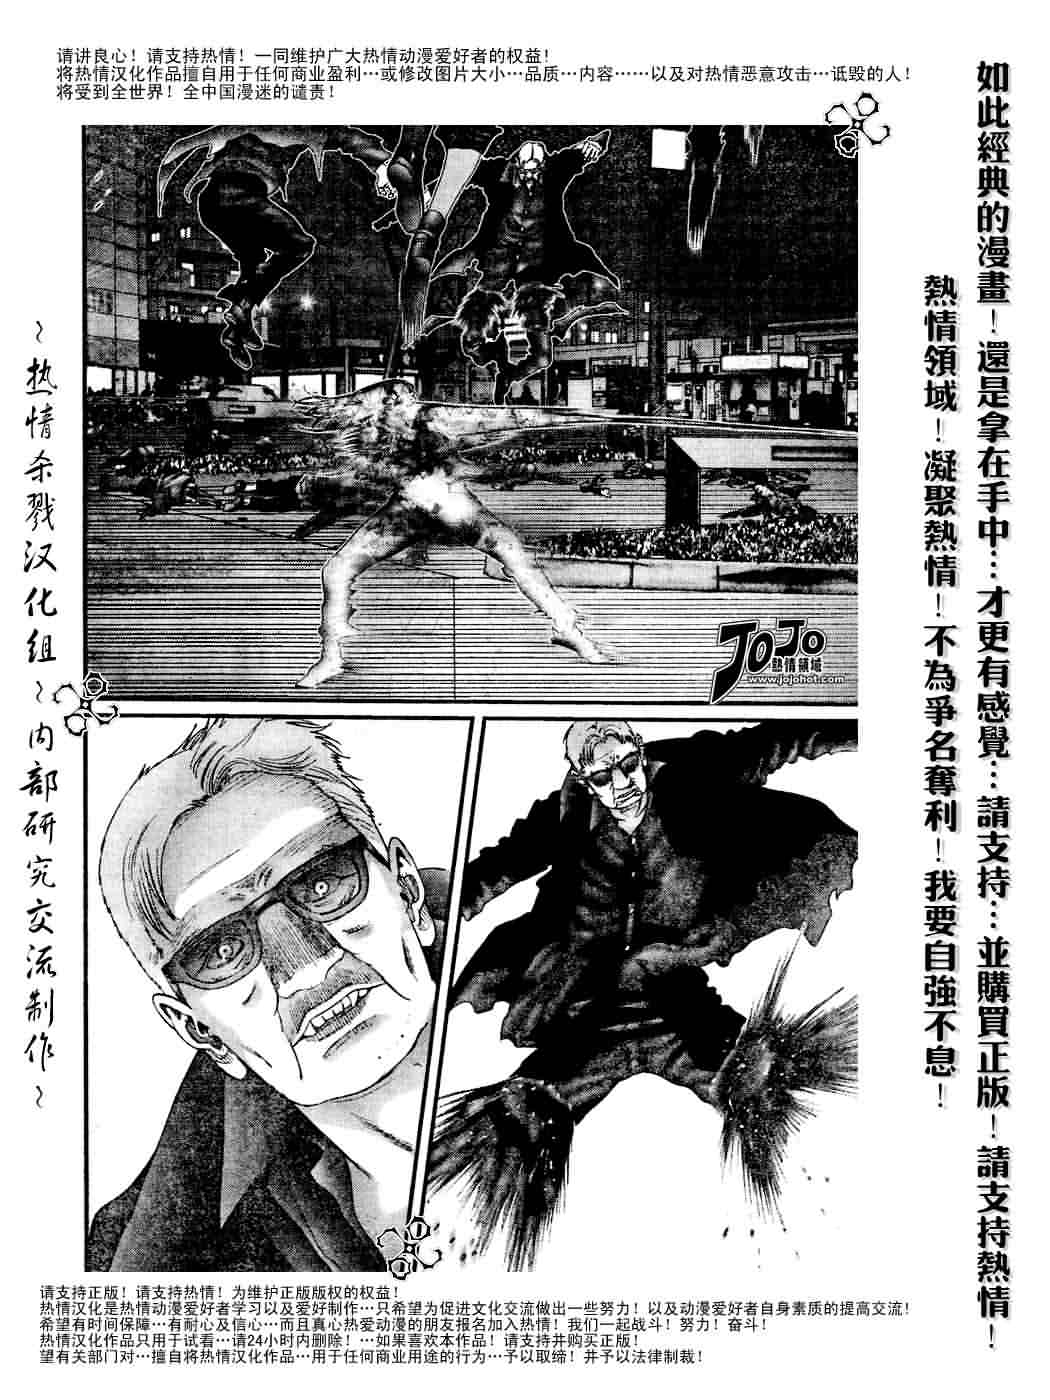 请讲良心！请支持热情！一同维护广大热情动漫爱好者的权益！
将热情汉化作品擅自用于任何商业盈利…或修改图片大小…品质…内容……以及对热情恶意攻击…诋毁的人！
将受到全世界！全中国漫迷的谴责！
如此經典的漫畫！還是拿在手中…才更有感覺…請支持…並購買正版！請支持熱情！
熱情領域！凝聚熱情！不為爭名奪利！我要自強不息！
～热情杀戮汉化组～内部研究交流制作～
JOJO
熱情領域
www.jojohot.com
请支持正版！请支持热情！为维护正版版权的权益！
热情汉化是热情动漫爱好者学习以及爱好制作…只希望为促进文化交流做出一些努力！以及动漫爱好者自身素质的提高交流！
希望有时间保障…有耐心及信心…而且真心热爱动漫的朋友报名加入热情！我们一起战斗！努力！奋斗！
热情汉化作品只用于试看…请24小时内删除！…如果喜欢本作品！请支持并购买正版！
望有关部门对…擅自将热情汉化作品…用于任何商业用途的行为…予以取缔！并予以法律制裁！